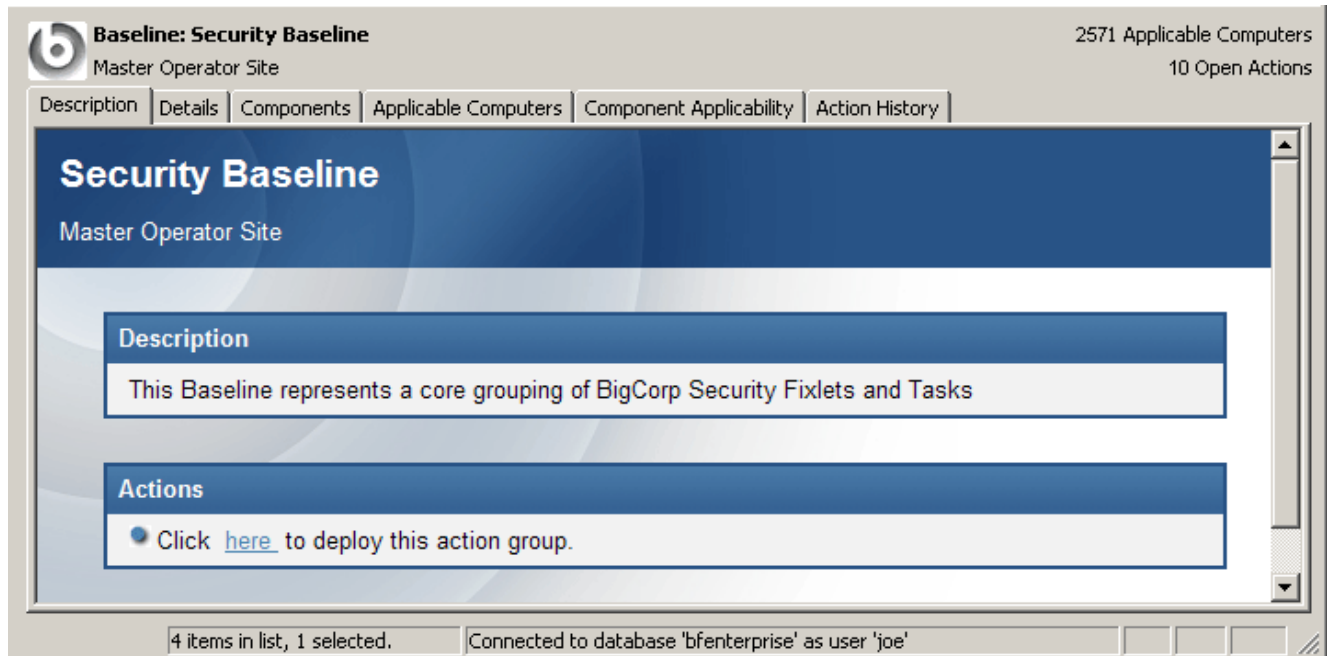 Baseline: Security Baseline
2571 Applicable Computers
Master Operator Site
10 Open Actions
Description Details Components Applicable Computers Component Applicability Action History
Security Baseline
Master Operator Site
Description
This Baseline represents a core grouping of BigCorp Security Fixlets and Tasks
Actions
Click here to deploy this action group.
4 items in list, 1 selected. Connected to database 'bfenterprise' as user 'joe'